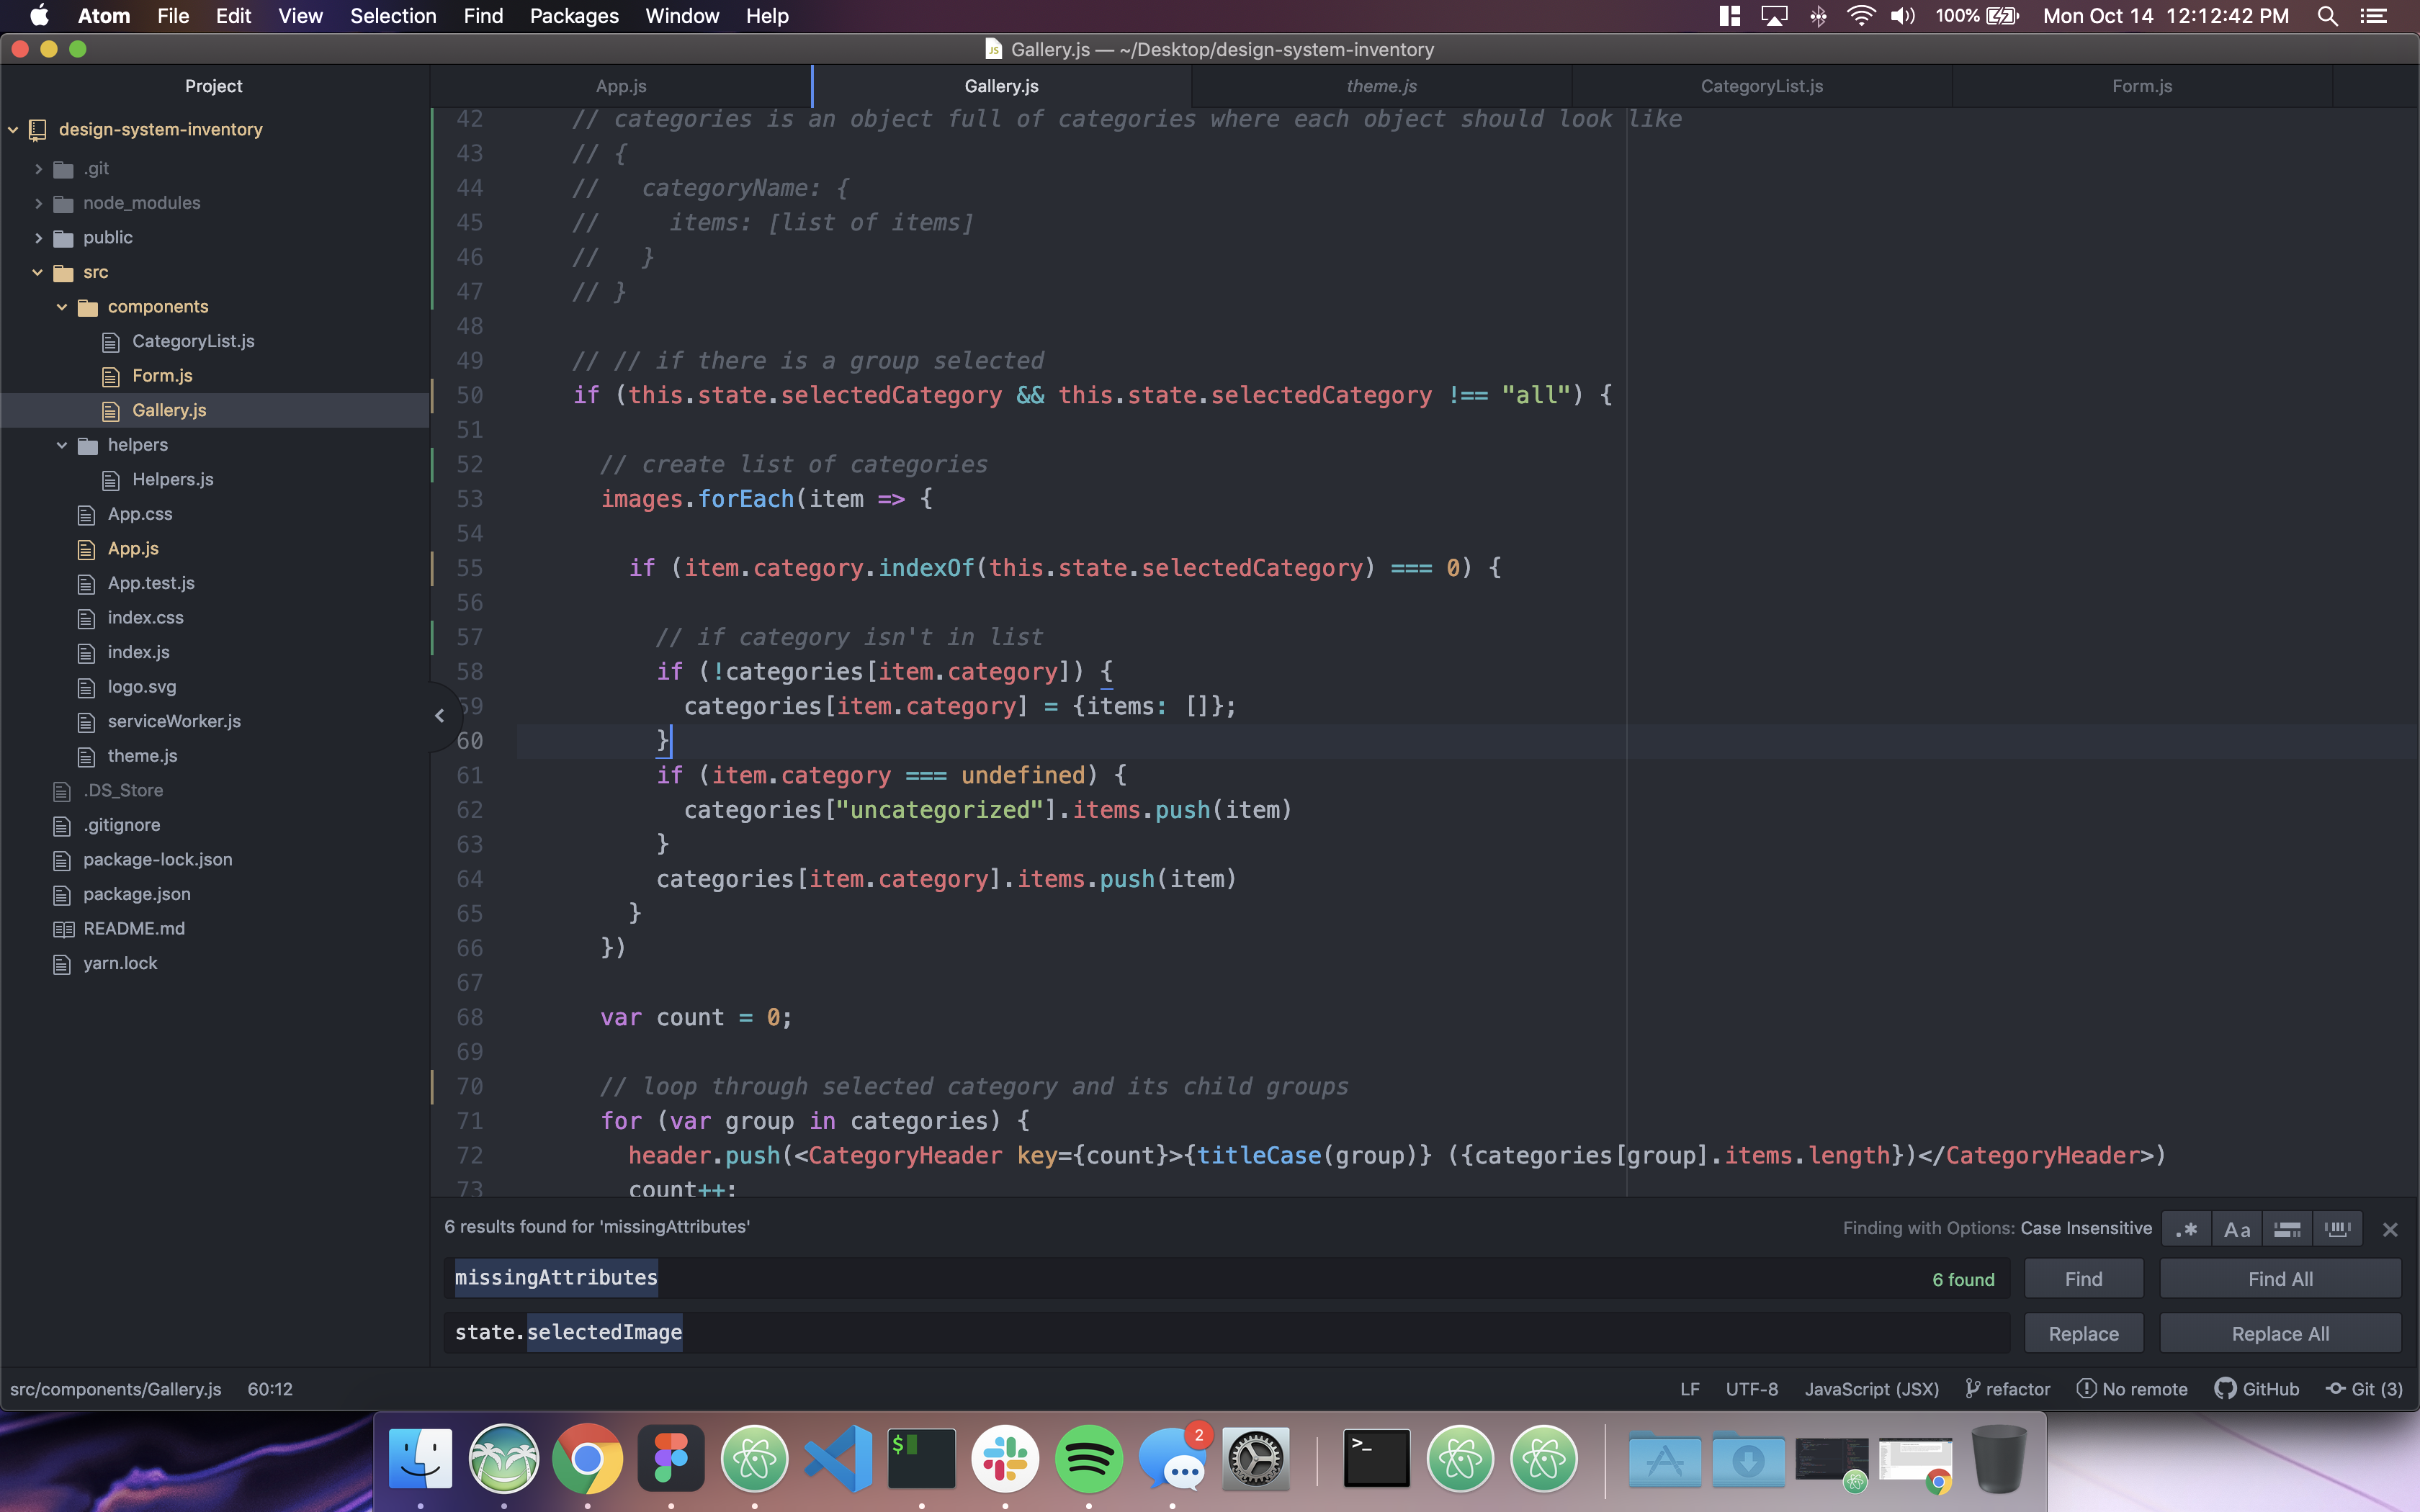 Atom File Edit View Selection Find Packages Window Help
100% Mon Oct 14 12:12:42 PM
Gallery.js — ~/Desktop/design-system-inventory
Project
App.js
Gallery.js
theme.js
CategoryList.js
Form.js
design-system-inventory
.git
node_modules
public
src
components
CategoryList.js
Form.js
Gallery.js
helpers
Helpers.js
App.css
App.js
App.test.js
index.css
index.js
logo.svg
serviceWorker.js
theme.js
.DS_Store
.gitignore
package-lock.json
package.json
README.md
yarn.lock
42 // categories is an object full of categories where each object should look like
43 // {
44 //   categoryName: {
45 //     items: [list of items]
46 //   }
47 // }
48
49 // // if there is a group selected
50 if (this.state.selectedCategory && this.state.selectedCategory !== "all") {
51
52 // create list of categories
53 images.forEach(item => {
54
55 if (item.category.indexOf(this.state.selectedCategory) === 0) {
56
57 // if category isn't in list
58 if (!categories[item.category]) {
59 categories[item.category] = {items: []};
60 }
61 if (item.category === undefined) {
62 categories["uncategorized"].items.push(item)
63 }
64 categories[item.category].items.push(item)
65 }
66 })
67
68 var count = 0;
69
70 // loop through selected category and its child groups
71 for (var group in categories) {
72 header.push(<CategoryHeader key={count}>{titleCase(group)} ({categories[group].items.length})</CategoryHeader>)
73 count++;
6 results found for 'missingAttributes'
Finding with Options: Case Insensitive
.* Aa
missingAttributes
6 found
Find
Find All
state.selectedImage
Replace
Replace All
src/components/Gallery.js 60:12
LF UTF-8 JavaScript (JSX) refactor No remote GitHub Git (3)
$
2
>_